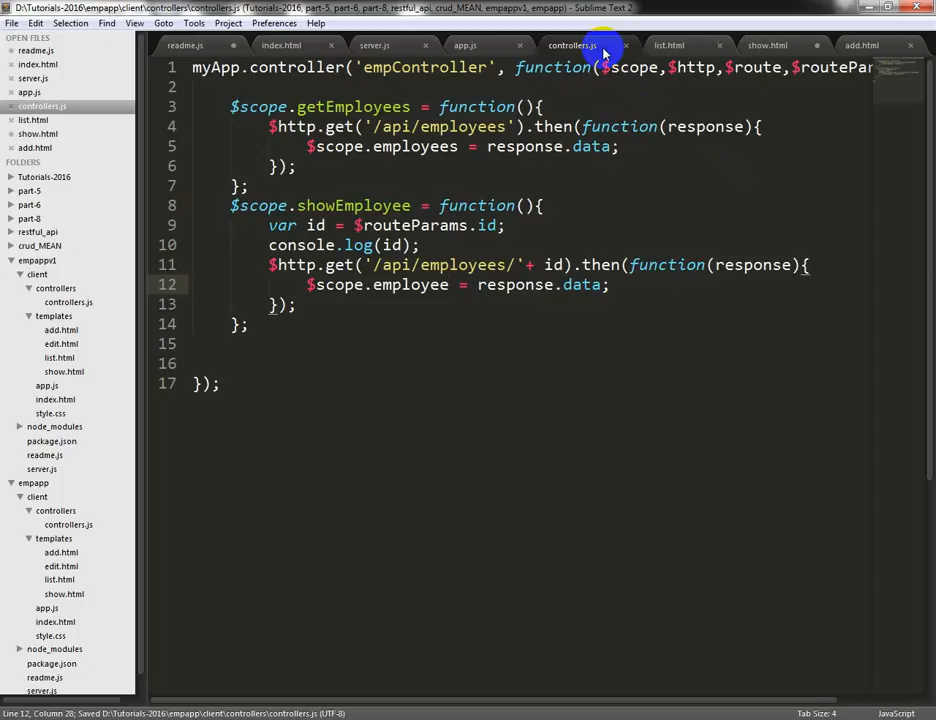 D:\Tutorials-2016\empapp\client\controllers\controllers.js (Tutorials-2016, part-5, part-6, part-8, restful_api, crud_MEAN, empappv1, empapp) - Sublime Text 2
File Edit Selection Find View Goto Tools Project Preferences Help
OPEN FILES
readme.js
index.html
server.js
app.js
controllers.js
list.html
show.html
add.html
FOLDERS
Tutorials-2016
part-5
part-6
part-8
restful_api
crud_MEAN
empappv1
client
controllers
controllers.js
templates
add.html
edit.html
list.html
show.html
app.js
index.html
style.css
node_modules
package.json
readme.js
server.js
empapp
client
controllers
controllers.js
templates
add.html
edit.html
list.html
show.html
app.js
index.html
style.css
node_modules
package.json
readme.js
server.js
readme.js index.html server.js app.js controllers.js list.html show.html add.html
1 myApp.controller('empController', function($scope,$http,$route,$routePar
2
3 $scope.getEmployees = function(){
4 $http.get('/api/employees').then(function(response){
5 $scope.employees = response.data;
6 });
7 };
8 $scope.showEmployee = function(){
9 var id = $routeParams.id;
10 console.log(id);
11 $http.get('/api/employees/'+ id).then(function(response){
12 $scope.employee = response.data;
13 });
14 };
15
16
17 });
Line 12, Column 28; Saved D:\Tutorials-2016\empapp\client\controllers\controllers.js (UTF-8) Tab Size: 4 JavaScript